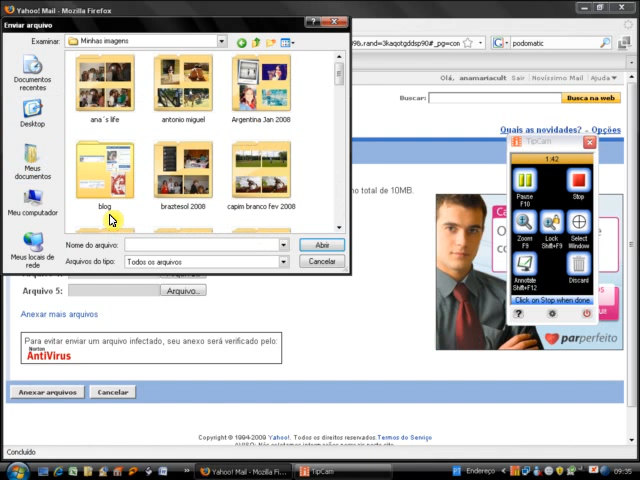 Yahoo! Mail - Mozilla Firefox
Enviar arquivo
Examinar:
Minhas imagens
podomatic
Documentos recentes
Desktop
Meus documentos
Meu computador
Meus locais de rede
ana´s life
antonio miguel
Argentina Jan 2008
blog
braztesol 2008
capim branco fev 2008
Nome do arquivo:
Abrir
Arquivos do tipo:
Todos os arquivos
Cancelar
Olá, anamariacult Sair Novíssimo Mail Ajuda
Buscar:
Busca na web
Quais as novidades? - Opções
no total de 10MB.
TipCam
1:42
Pause F10
Stop
Zoom F9
Lock Shift+F9
Select Window
Annotate Shift+F12
Discard
Click on Stop when done
parperfeito
Arquivo 5:
Arquivo...
Anexar mais arquivos
Para evitar enviar um arquivo infectado, seu anexo será verificado pelo:
Norton
AntiVirus
Anexar arquivos
Cancelar
Copyright © 1994-2009 Yahoo!. Todos os direitos reservados.Termos do Serviço
Concluído
Yahoo! Mail - Mozilla Fi...
TipCam
Endereço
09:35